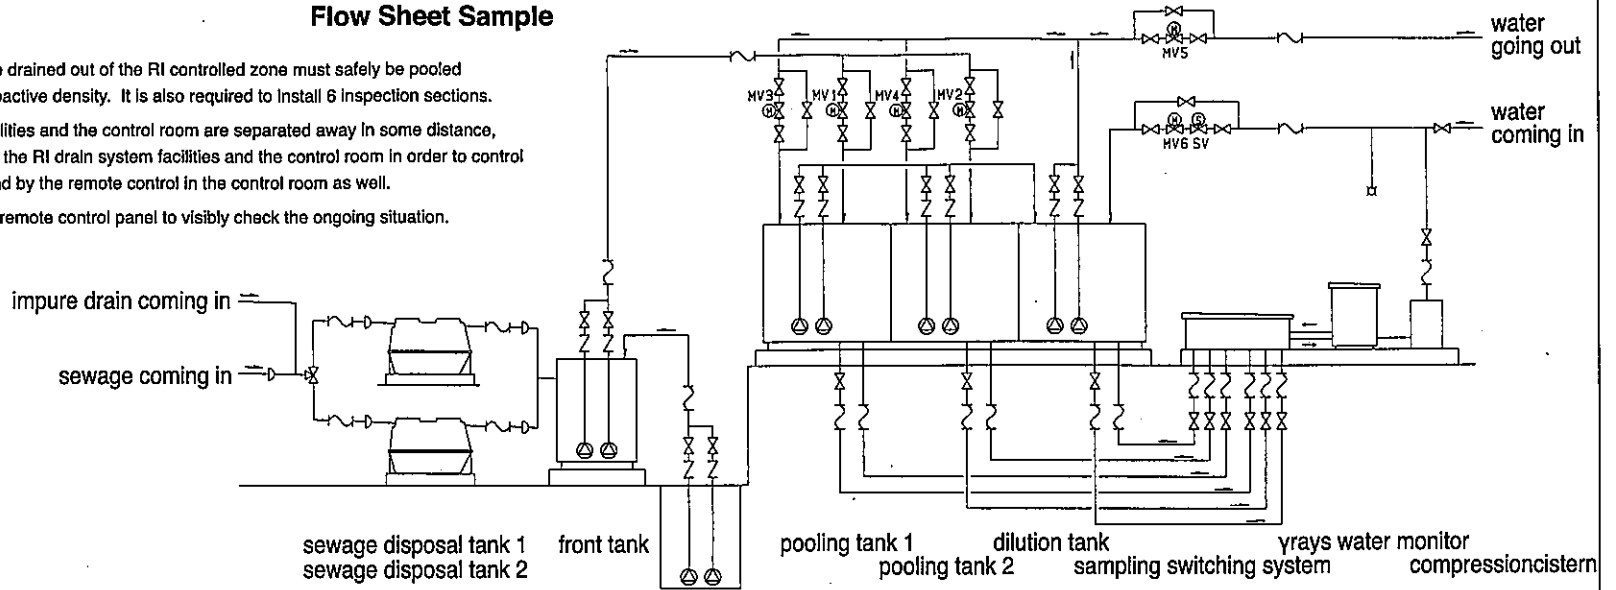 Flow Sheet Sample
drained out of the RI controlled zone must safely be pooled
active density. It is also required to Install 6 inspection sections.
lities and the control room are separated away in some distance,
the RI drain system facilities and the control room in order to control
d by the remote control in the control room as well.
remote control panel to visibly check the ongoing situation.
water
going out
MV5
MV3
MV1
MV4
MV2
M
M
M
M
M
water
coming in
M
S
MV6 SV
impure drain coming in
sewage coming in
sewage disposal tank 1
sewage disposal tank 2
front tank
pooling tank 1
pooling tank 2
dilution tank
sampling switching system
γrays water monitor
compressioncistern